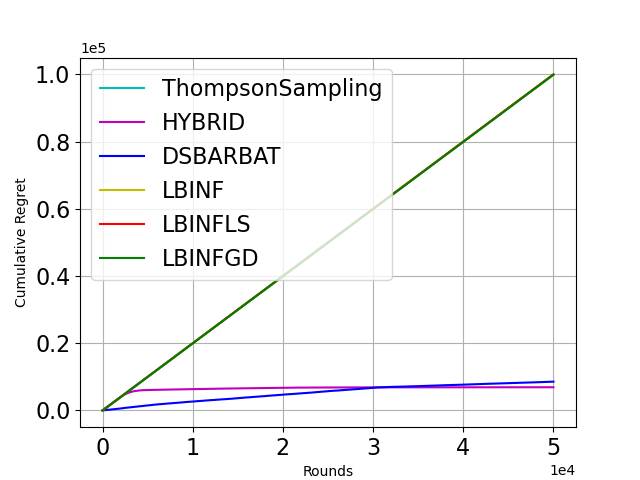 1e5
1.0
0.8
0.6
0.4
0.2
0.0
Cumulative Regret
ThompsonSampling
HYBRID
DSBARBAT
LBINF
LBINFLS
LBINFGD
0 1 2 3 4 5
Rounds
1e4